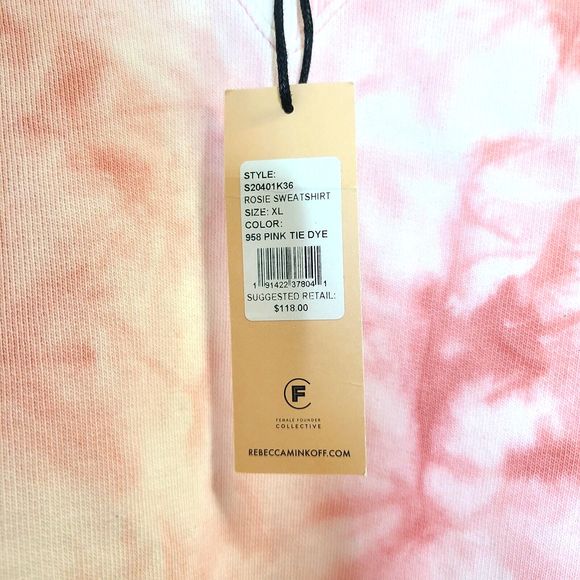 STYLE:
S20401K36
ROSIE SWEATSHIRT
SIZE: XL
COLOR:
958 PINK TIE DYE
1 91422 37804 1
SUGGESTED RETAIL:
$118.00
F
FEMALE FOUNDER
COLLECTIVE
REBECCAMINKOFF.COM